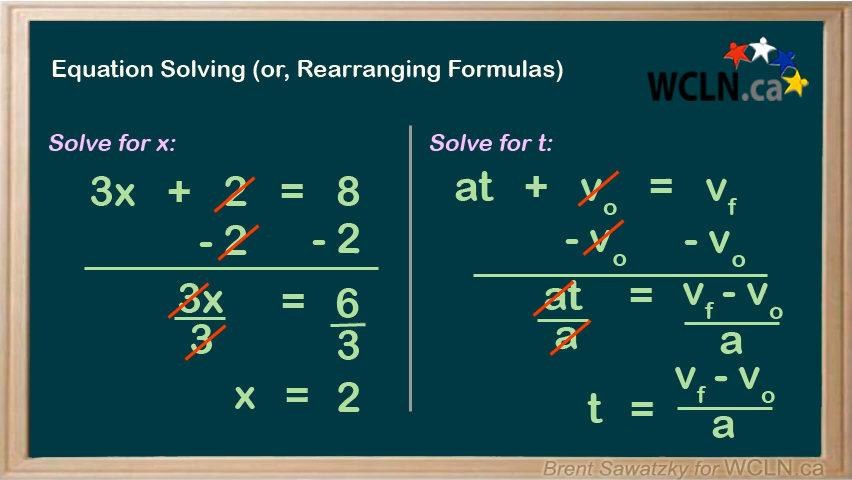 Equation Solving (or, Rearranging Formulas)
WCLN.ca
Solve for x:
3x + 2 = 8
- 2 - 2
3x = 6
3 3
x = 2
Solve for t:
at + vo = vf
- vo - vo
at = vf - vo
a a
t = vf - vo
a
Brent Sawatzky for WCLN.ca